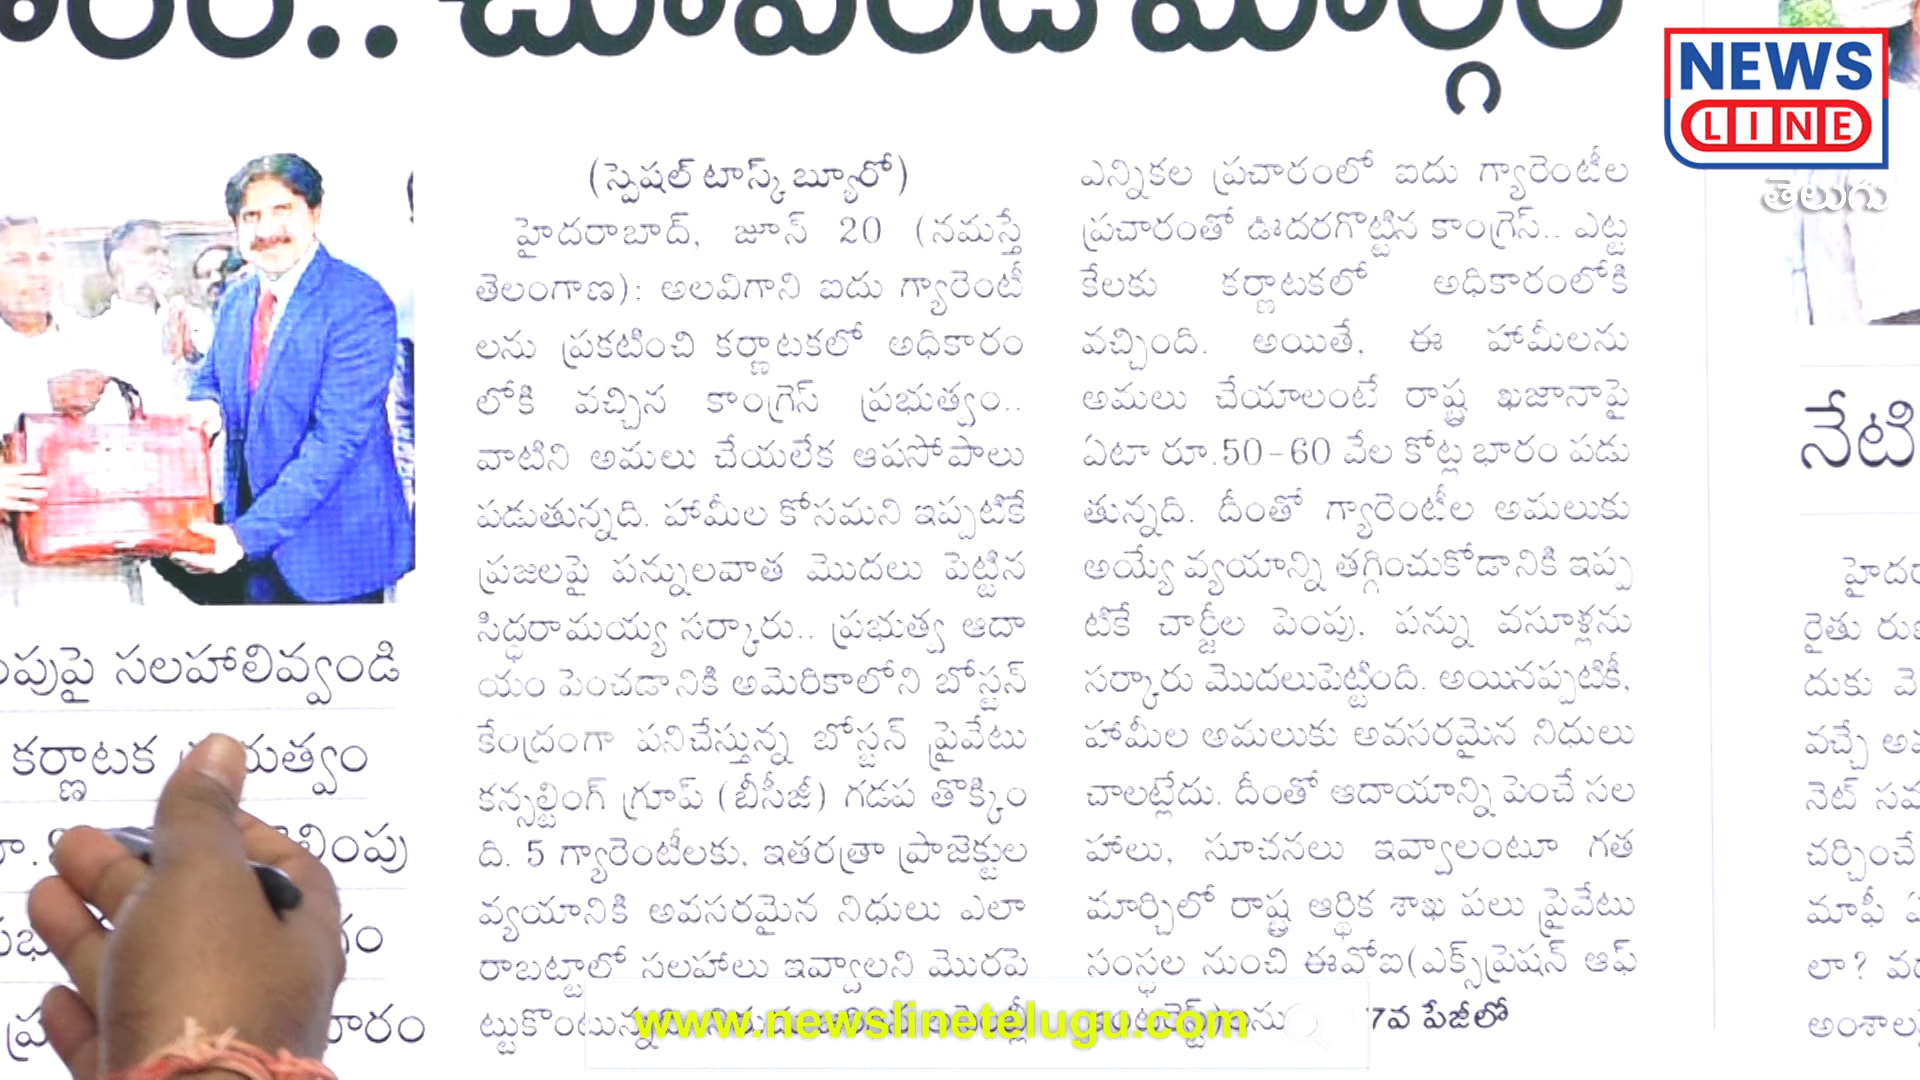 చూపండి మార్గం
NEWS
LINE
తెలుగు
సలహాలివ్వండి
కర్ణాటక
(స్పెషల్ టాస్క్ బ్యూరో)
హైదరాబాద్, జూన్ 20 (నమస్తే
తెలంగాణ): అలవిగాని ఐదు గ్యారెంటీ
లను ప్రకటించి కర్ణాటకలో అధికారం
లోకి వచ్చిన కాంగ్రెస్ ప్రభుత్వం..
వాటిని అమలు చేయలేక ఆపసోపాలు
పడుతున్నది. హామీల కోసమని ఇప్పటికే
ప్రజలపై పన్నులవాత మొదలు పెట్టిన
సిద్ధరామయ్య సర్కారు.. ప్రభుత్వ ఆదా
యం పెంచడానికి అమెరికాలోని బోస్టన్
కేంద్రంగా పనిచేస్తున్న బోస్టన్ ప్రైవేటు
కన్సల్టింగ్ గ్రూప్ (బీసీజీ) గడప తొక్కిం
ది. 5 గ్యారెంటీలకు, ఇతరత్రా ప్రాజెక్టుల
వ్యయానికి అవసరమైన నిధులు ఎలా
రాబట్టాలో సలహాలు ఇవ్వాలని మొరపె
ఎన్నికల ప్రచారంలో ఐదు గ్యారెంటీల
ప్రచారంతో ఊదరగొట్టిన కాంగ్రెస్.. ఎట్ట
కేలకు కర్ణాటకలో అధికారంలోకి
వచ్చింది. అయితే, ఈ హామీలను
అమలు చేయాలంటే రాష్ట్ర ఖజానాపై
ఏటా రూ.50-60 వేల కోట్ల భారం పడు
తున్నది. దీంతో గ్యారెంటీల అమలుకు
అయ్యే వ్యయాన్ని తగ్గించుకోడానికి ఇప్ప
టికే చార్జీల పెంపు, పన్ను వసూళ్లను
సర్కారు మొదలుపెట్టింది. అయినప్పటికీ,
హామీల అమలుకు అవసరమైన నిధులు
చాలట్లేదు. దీంతో ఆదాయాన్ని పెంచే సల
హాలు, సూచనలు ఇవ్వాలంటూ గత
మార్చిలో రాష్ట్ర ఆర్థిక శాఖ పలు ప్రైవేటు
సంస్థల నుంచి ఈవోఐ(ఎక్స్‌ప్రెషన్ ఆఫ్
7వ పేజీలో
www.newslinetelugu.com
నేటి
రైతు
దుకు
వచ్చే
నెట్
చర్చించే
మాఫీ
లా?